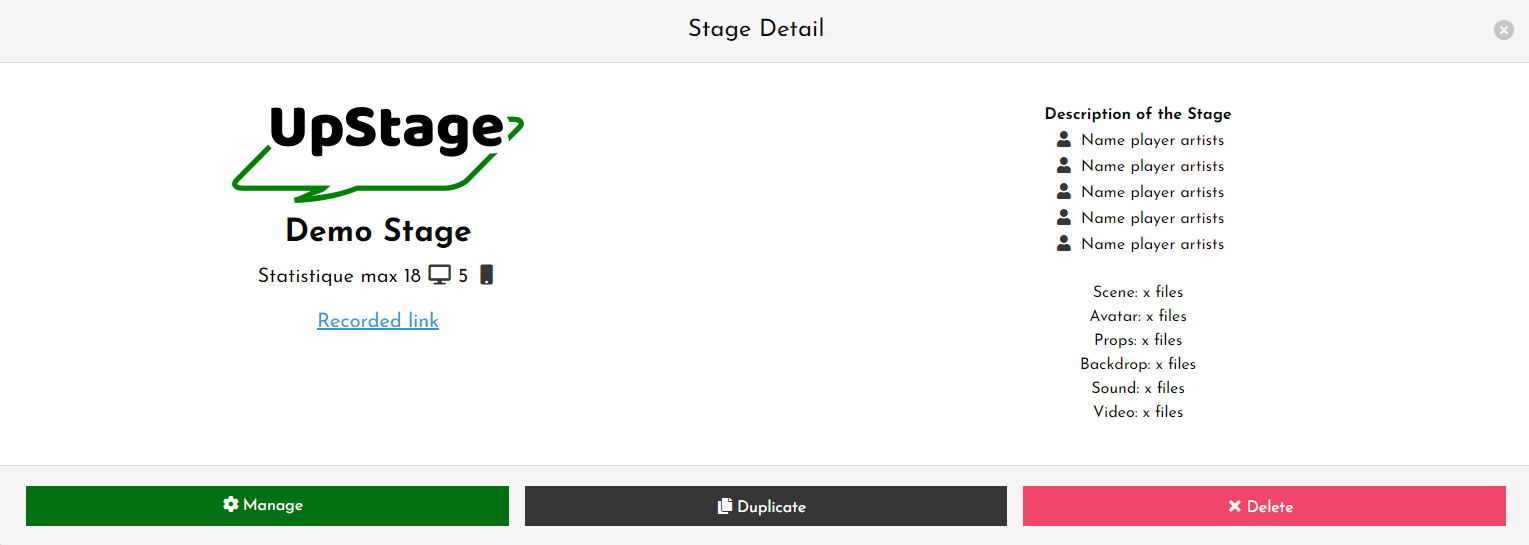 Stage Detail
UpStage
Demo Stage
Statistique max 18 5
Recorded link
Description of the Stage
Name player artists
Name player artists
Name player artists
Name player artists
Name player artists
Scene: x files
Avatar: x files
Props: x files
Backdrop: x files
Sound: x files
Video: x files
Manage
Duplicate
Delete